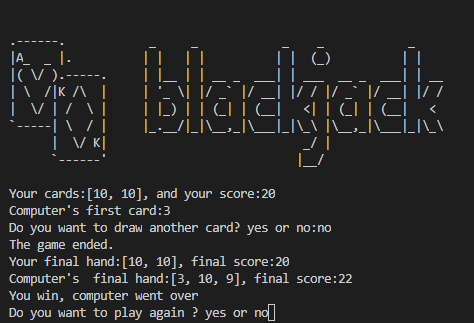 A
K
K
blackjack
Your cards:[10, 10], and your score:20
Computer's first card:3
Do you want to draw another card? yes or no:no
The game ended.
Your final hand:[10, 10], final score:20
Computer's  final hand:[3, 10, 9], final score:22
You win, computer went over
Do you want to play again ? yes or no